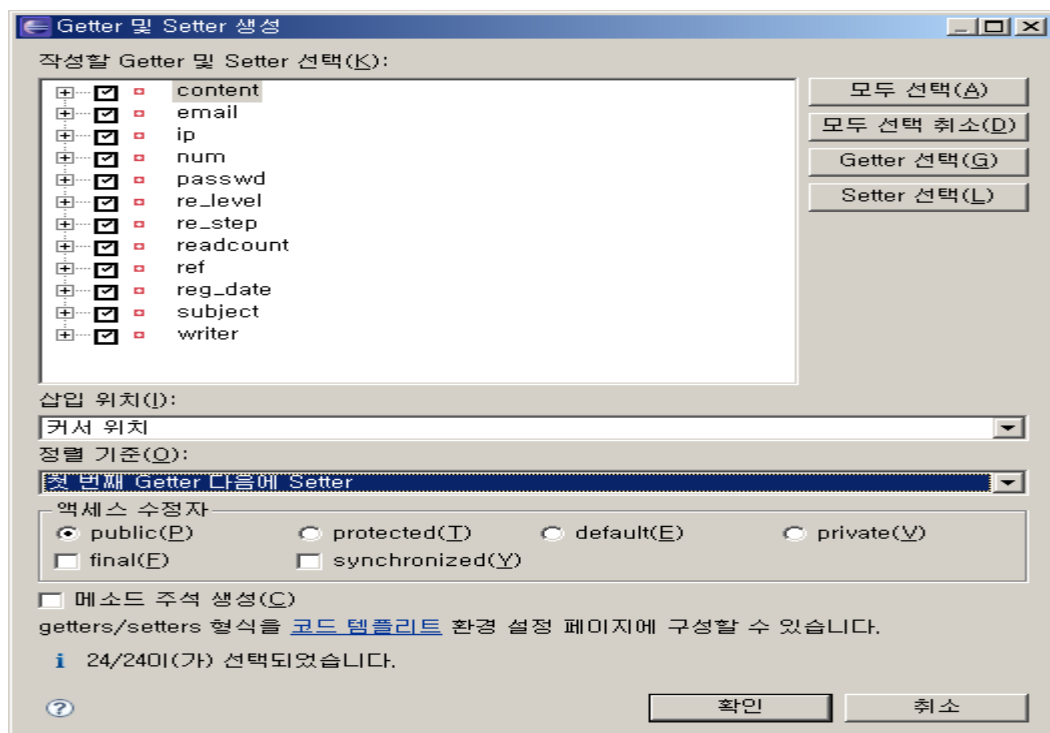 Getter 및 Setter 생성
작성할 Getter 및 Setter 선택(K):
content
email
ip
num
passwd
re_level
re_step
readcount
ref
reg_date
subject
writer
모두 선택(A)
모두 선택 취소(D)
Getter 선택(G)
Setter 선택(L)
삽입 위치(I):
커서 위치
정렬 기준(O):
첫 번째 Getter 다음에 Setter
액세스 수정자
public(P) protected(T) default(E) private(V)
final(F) synchronized(Y)
메소드 주석 생성(C)
getters/setters 형식을 코드 템플리트 환경 설정 페이지에 구성할 수 있습니다.
i 24/24이(가) 선택되었습니다.
?
확인 취소